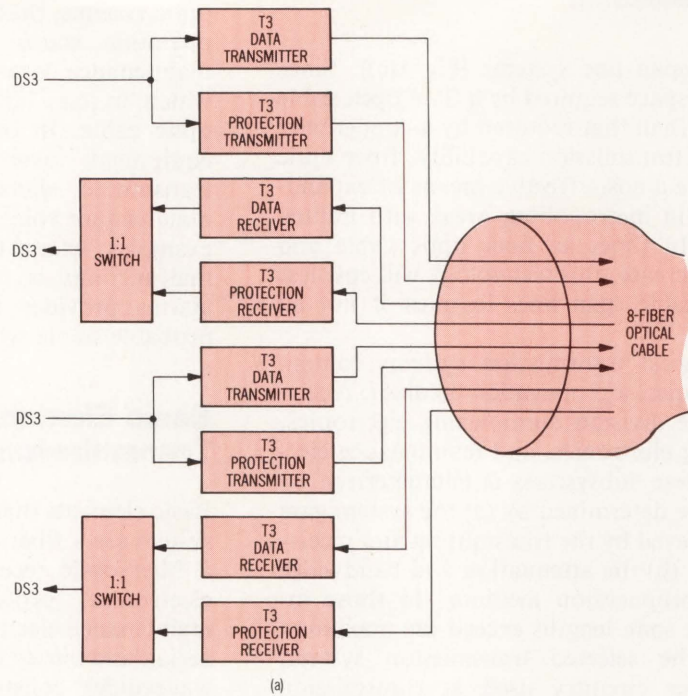 T3
DATA
TRANSMITTER
DS3
T3
PROTECTION
TRANSMITTER
T3
DATA
RECEIVER
1:1
SWITCH
DS3
T3
PROTECTION
RECEIVER
8-FIBER
OPTICAL
CABLE
T3
DATA
TRANSMITTER
DS3
T3
PROTECTION
TRANSMITTER
T3
DATA
RECEIVER
1:1
SWITCH
DS3
T3
PROTECTION
RECEIVER
(a)